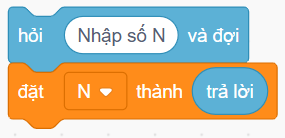 hỏi Nhập số N và đợi
đặt N thành trả lời